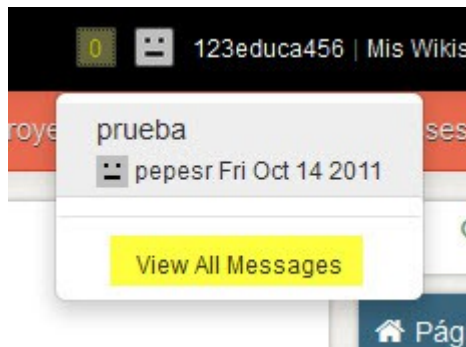 0 123educa456 | Mis Wikis
prueba
pepesr Fri Oct 14 2011
View All Messages